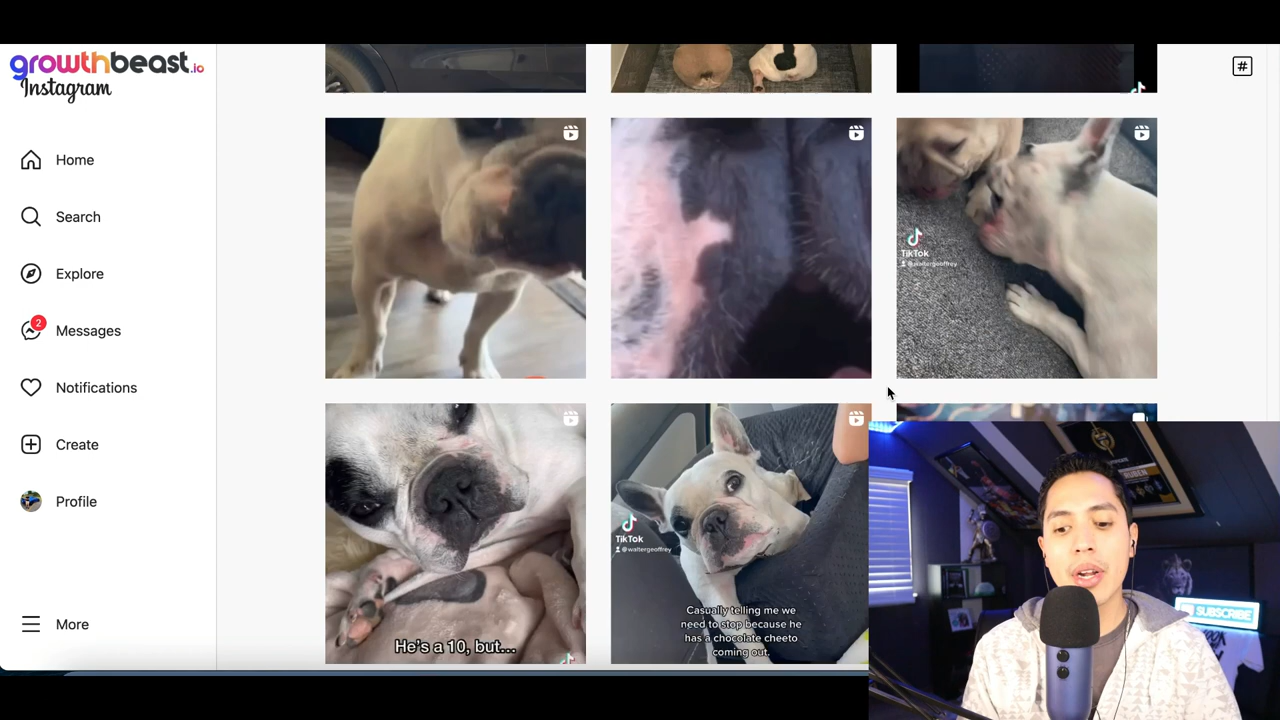 growthbeast.io
Instagram
Home
Search
Explore
2
Messages
Notifications
Create
Profile
More
#
TikTok
@waltergeoffrey
He's a 10, but...
TikTok
@waltergeoffrey
Casually telling me we
need to stop because he
has a chocolate cheeto
coming out.
RUBEN
SUBSCRIBE